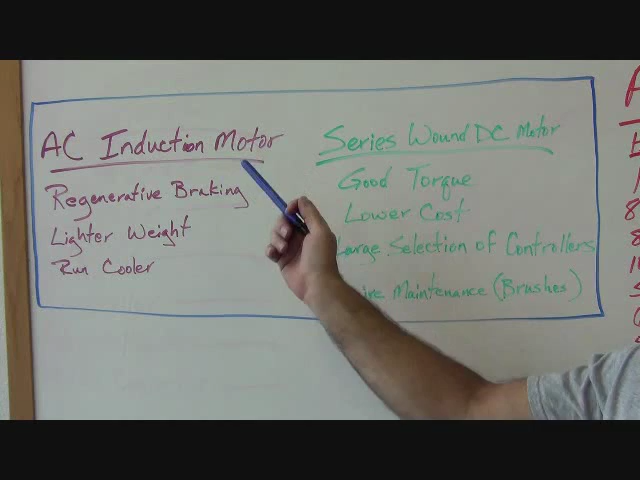 AC Induction Motor
Regenerative Braking
Lighter Weight
Run Cooler
Series Wound DC Motor
Good Torque
Lower Cost
Large Selection of Controllers
Maintenance (Brushes)